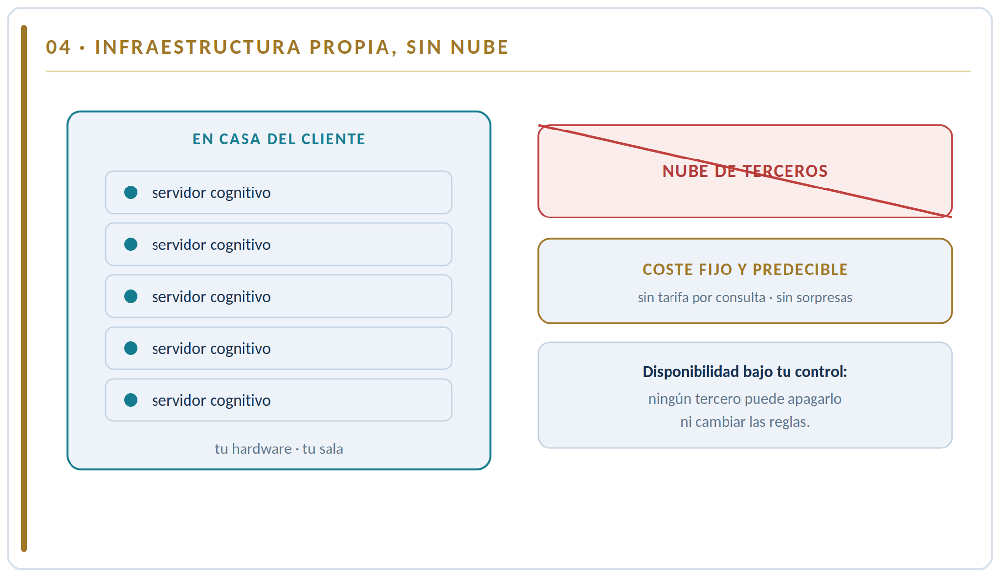 04 · INFRAESTRUCTURA PROPIA, SIN NUBE
EN CASA DEL CLIENTE
servidor cognitivo
servidor cognitivo
servidor cognitivo
servidor cognitivo
servidor cognitivo
tu hardware · tu sala
NUBE DE TERCEROS
COSTE FIJO Y PREDECIBLE
sin tarifa por consulta · sin sorpresas
Disponibilidad bajo tu control:
ningún tercero puede apagarlo
ni cambiar las reglas.